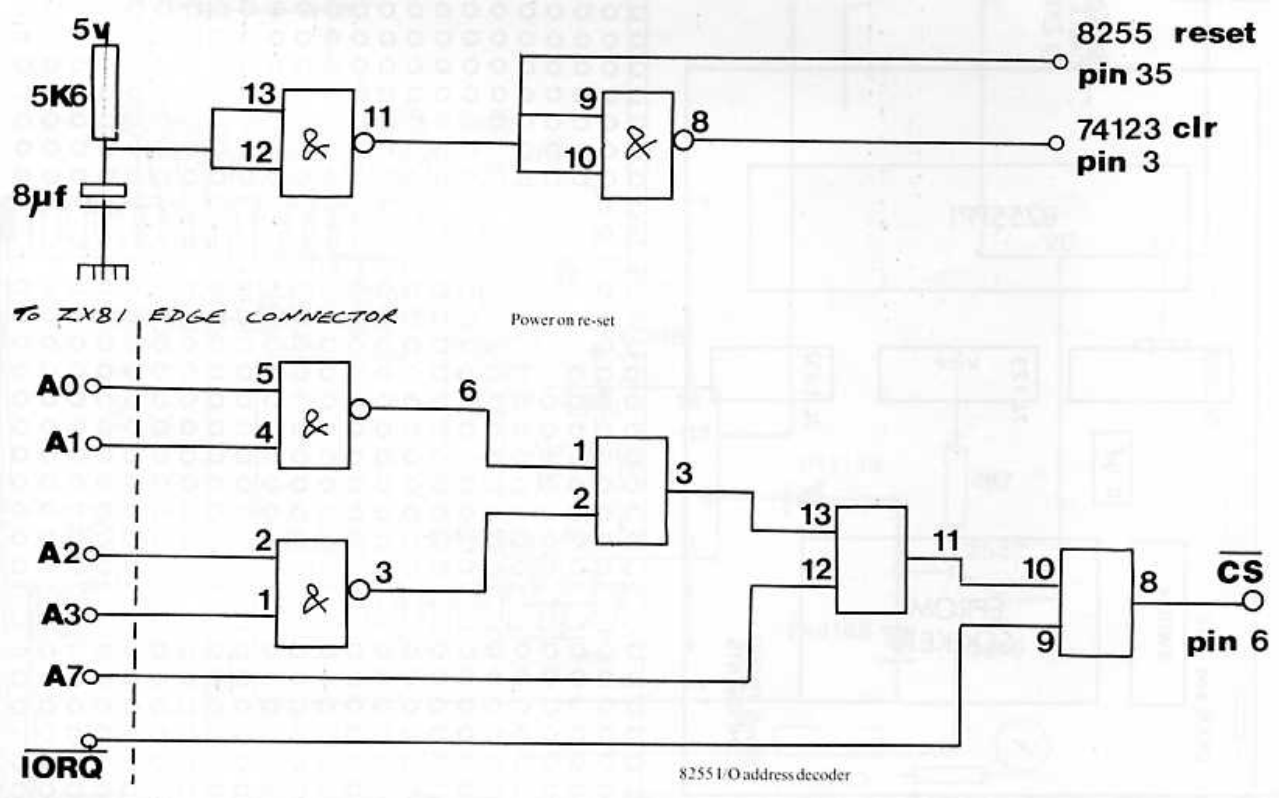 5v
5K6
8µf
13
12
&
11
9
10
&
8
8255 reset
pin 35
74123 clr
pin 3
To ZX81 EDGE CONNECTOR
Power on re-set
A0
A1
5
4
&
6
A2
A3
2
1
&
3
A7
IORQ
1
2
3
13
12
11
10
9
8
CS
pin 6
8255 I/O address decoder